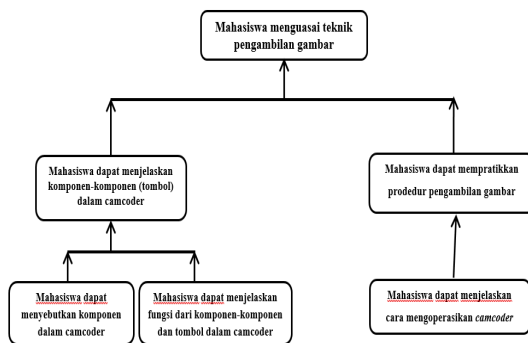 Mahasiswa menguasai teknik
pengambilan gambar
Mahasiswa dapat menjelaskan
komponen-komponen (tombol)
dalam camcoder
Mahasiswa dapat mempratikkan
prodedur pengambilan gambar
Mahasiswa dapat
menyebutkan komponen
dalam camcoder
Mahasiswa dapat menjelaskan
fungsi dari komponen-komponen
dan tombol dalam camcoder
Mahasiswa dapat menjelaskan
cara mengoperasikan camcoder